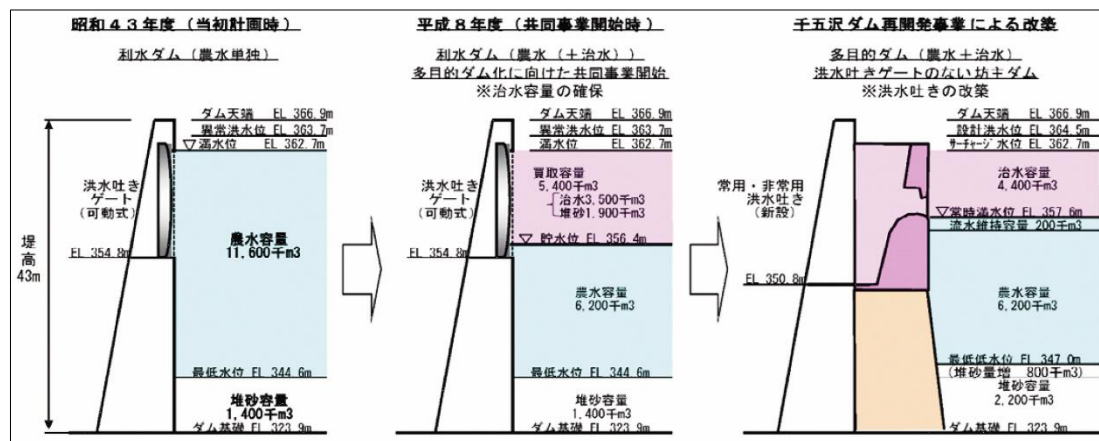 昭和43年度(当初計画時)
利水ダム(農水単独)
ダム天端 EL 366.9m
異常洪水位 EL 363.7m
▽満水位 EL 362.7m
洪水吐き
ゲート
(可動式)
EL 354.8m
堤高
43m
農水容量
11,600千m3
最低水位 EL 344.6m
堆砂容量
1,400千m3
ダム基礎 EL 323.9m
平成8年度(共同事業開始時)
利水ダム(農水(+治水))
多目的ダム化に向けた共同事業開始
※治水容量の確保
ダム天端 EL 366.9m
異常洪水位 EL 363.7m
満水位 EL 362.7m
買取容量
5,400千m3
治水3,500千m3
堆砂1,900千m3
洪水吐き
ゲート
(可動式)
▽ 貯水位 EL 356.4m
EL 354.8m
農水容量
6,200千m3
最低水位 EL 344.6m
堆砂容量
1,400千m3
ダム基礎 EL 323.9m
千五沢ダム再開発事業による改築
多目的ダム(農水+治水)
洪水吐きゲートのない坊主ダム
※洪水吐きの改築
ダム天端 EL 366.9m
設計洪水位 EL 364.5m
サーチャージ水位 EL 362.7m
治水容量
4,400千m3
常用・非常用
洪水吐き
(新設)
▽常時満水位 EL 357.6m
流水維持容量 200千m3
EL 350.8m
農水容量
6,200千m3
最低低水位 EL 347.0m
(堆砂量増 800千m3)
堆砂容量
2,200千m3
ダム基礎 EL 323.9m